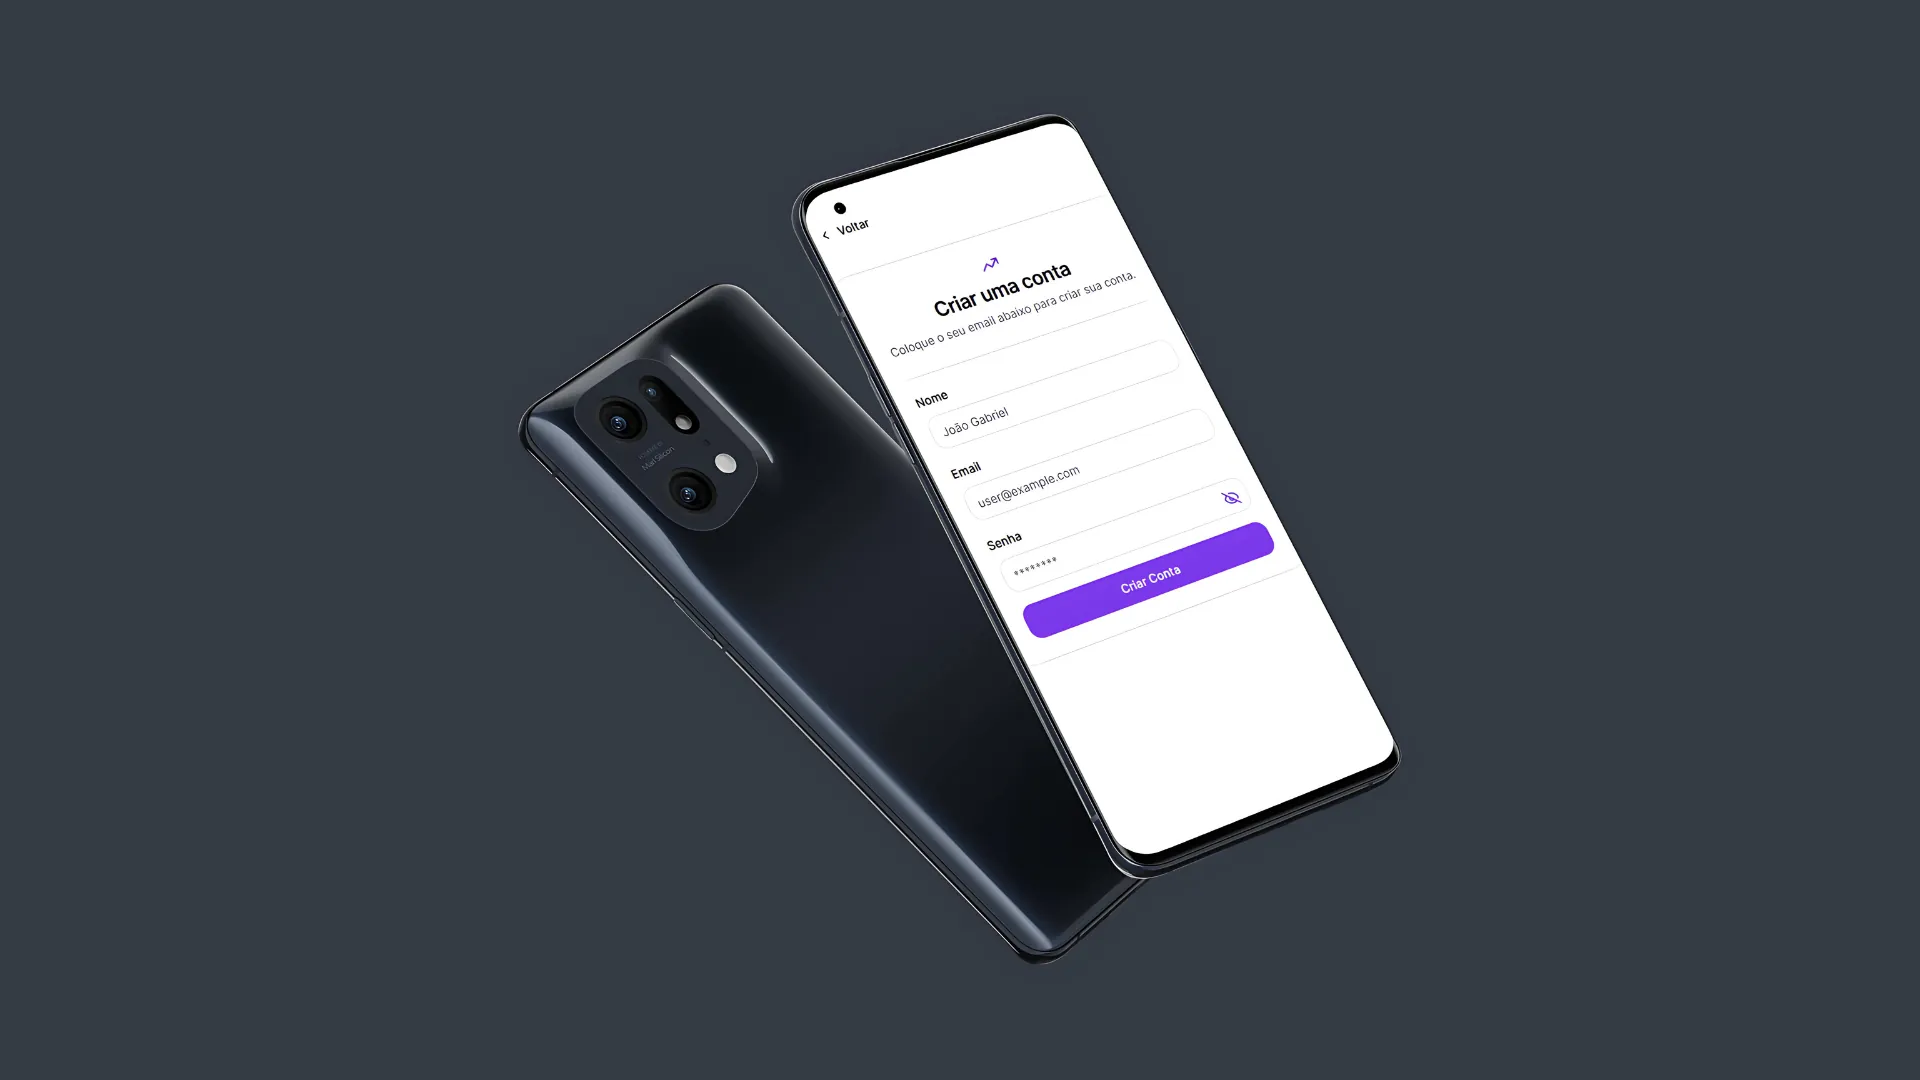 Voltar
Criar uma conta
Coloque o seu email abaixo para criar sua conta.
Nome
João Gabriel
Email
user@example.com
Senha
********
Criar Conta
MariSilicon